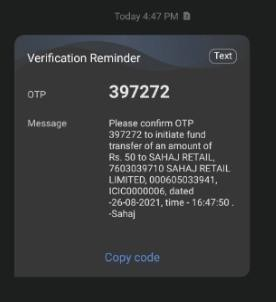 Today 4:47 PM
Verification Reminder
Text
OTP
397272
Message
Please confirm OTP
397272 to initiate fund
transfer of an amount of
Rs. 50 to SAHAJ RETAIL,
7603039710 SAHAJ RETAIL
LIMITED, 000605033941,
ICIC0000006, dated
-26-08-2021, time - 16:47:50 .
-Sahaj
Copy code